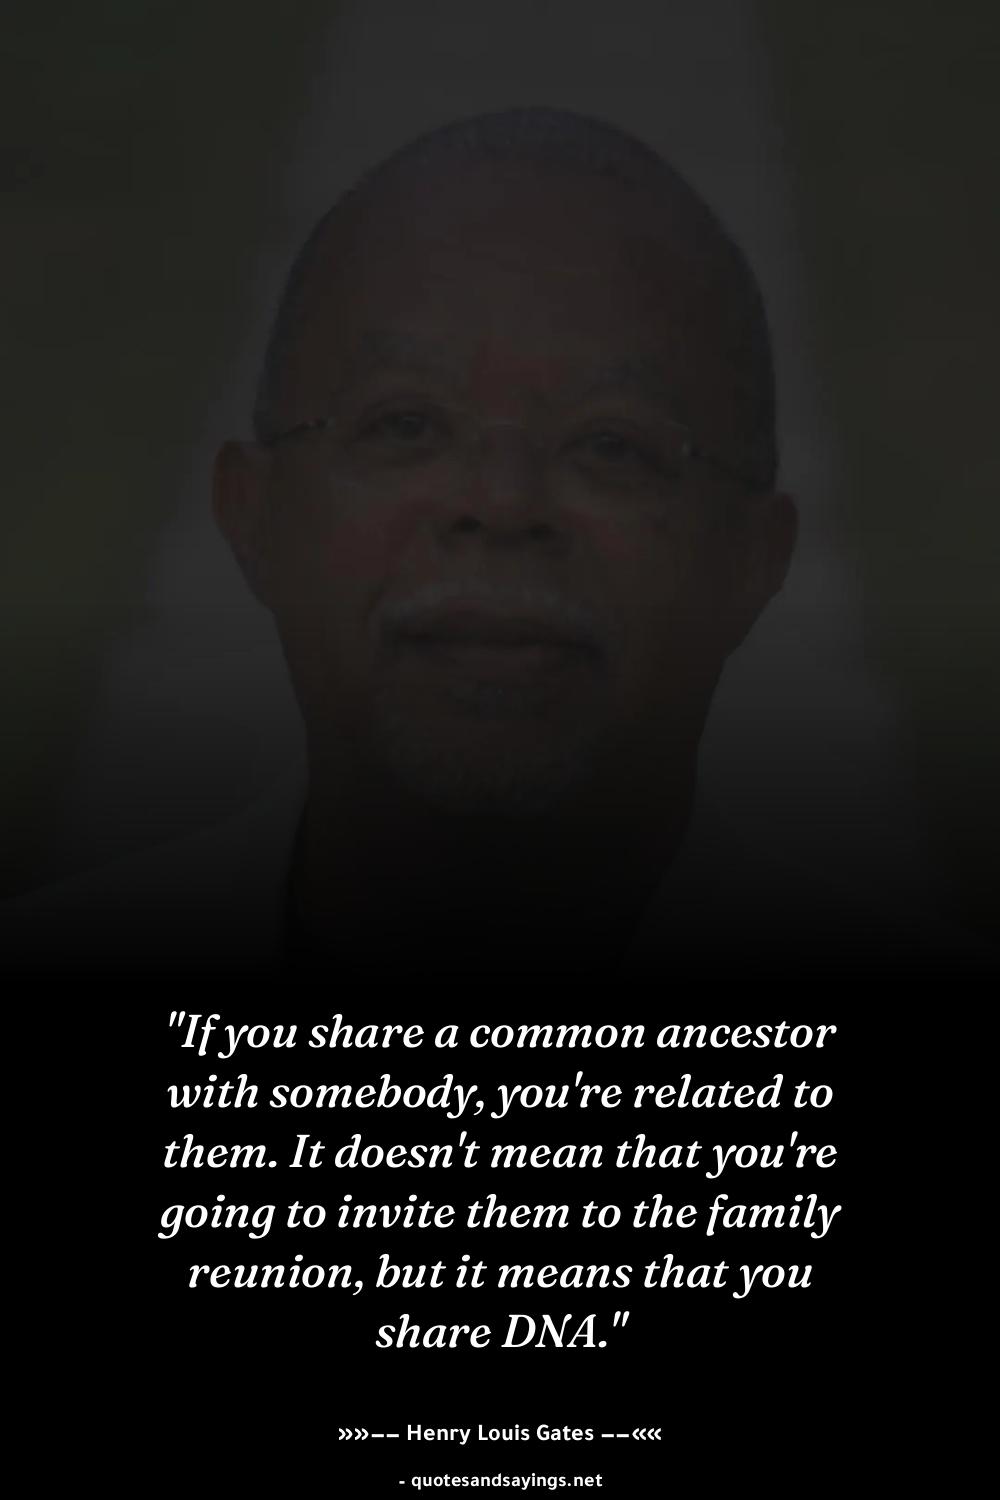 "If you share a common ancestor
with somebody, you're related to
them. It doesn't mean that you're
going to invite them to the family
reunion, but it means that you
share DNA."
»»–– Henry Louis Gates ––««
- quotesandsayings.net